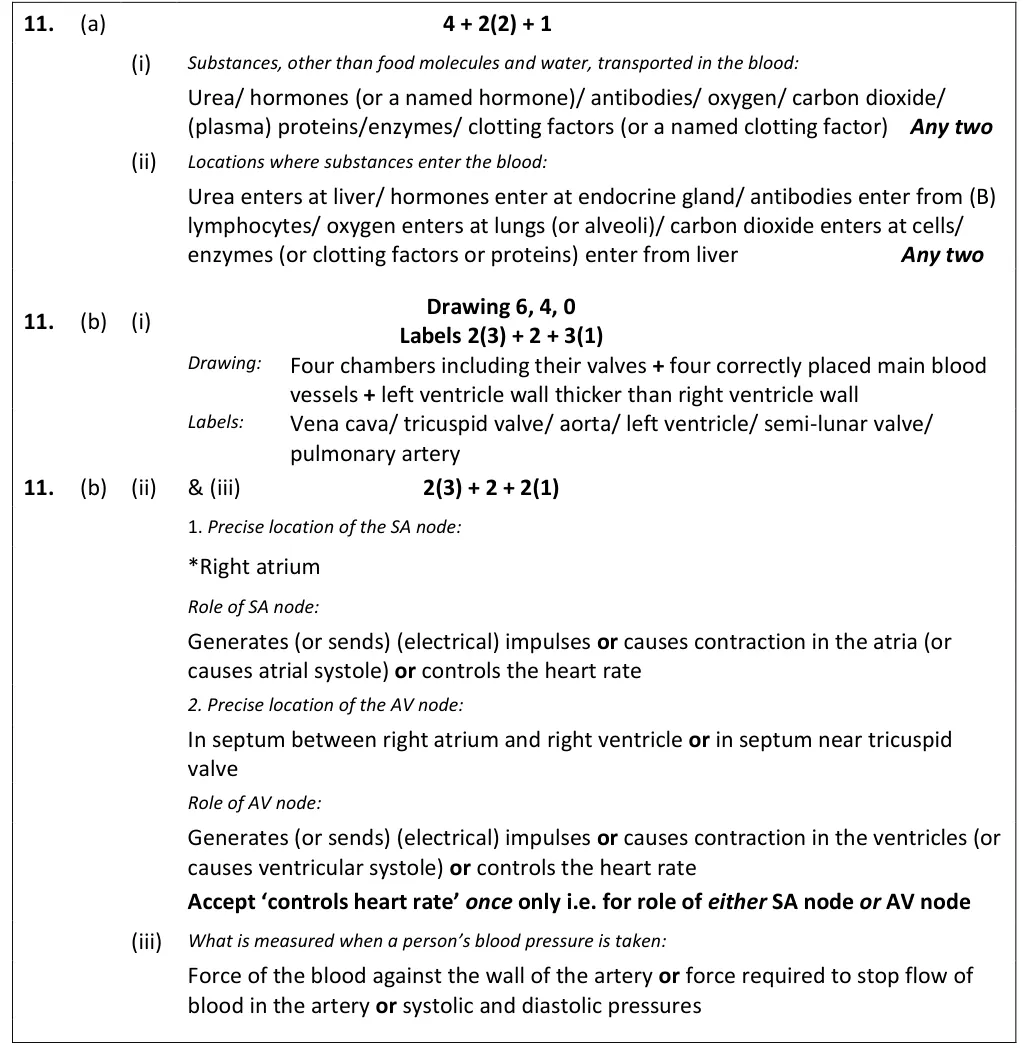 11. (a) 4 + 2(2) + 1
(i) Substances, other than food molecules and water, transported in the blood:
Urea/ hormones (or a named hormone)/ antibodies/ oxygen/ carbon dioxide/
(plasma) proteins/enzymes/ clotting factors (or a named clotting factor) Any two
(ii) Locations where substances enter the blood:
Urea enters at liver/ hormones enter at endocrine gland/ antibodies enter from (B)
lymphocytes/ oxygen enters at lungs (or alveoli)/ carbon dioxide enters at cells/
enzymes (or clotting factors or proteins) enter from liver Any two
Drawing 6, 4, 0
11. (b) (i)
Labels 2(3) + 2 + 3(1)
Drawing: Four chambers including their valves + four correctly placed main blood
vessels + left ventricle wall thicker than right ventricle wall
Labels: Vena cava/ tricuspid valve/ aorta/ left ventricle/ semi-lunar valve/
pulmonary artery
11. (b) (ii) & (iii) 2(3) + 2 + 2(1)
1. Precise location of the SA node:
*Right atrium
Role of SA node:
Generates (or sends) (electrical) impulses or causes contraction in the atria (or
causes atrial systole) or controls the heart rate
2. Precise location of the AV node:
In septum between right atrium and right ventricle or in septum near tricuspid
valve
Role of AV node:
Generates (or sends) (electrical) impulses or causes contraction in the ventricles (or
causes ventricular systole) or controls the heart rate
Accept ‘controls heart rate’ once only i.e. for role of either SA node or AV node
(iii) What is measured when a person’s blood pressure is taken:
Force of the blood against the wall of the artery or force required to stop flow of
blood in the artery or systolic and diastolic pressures